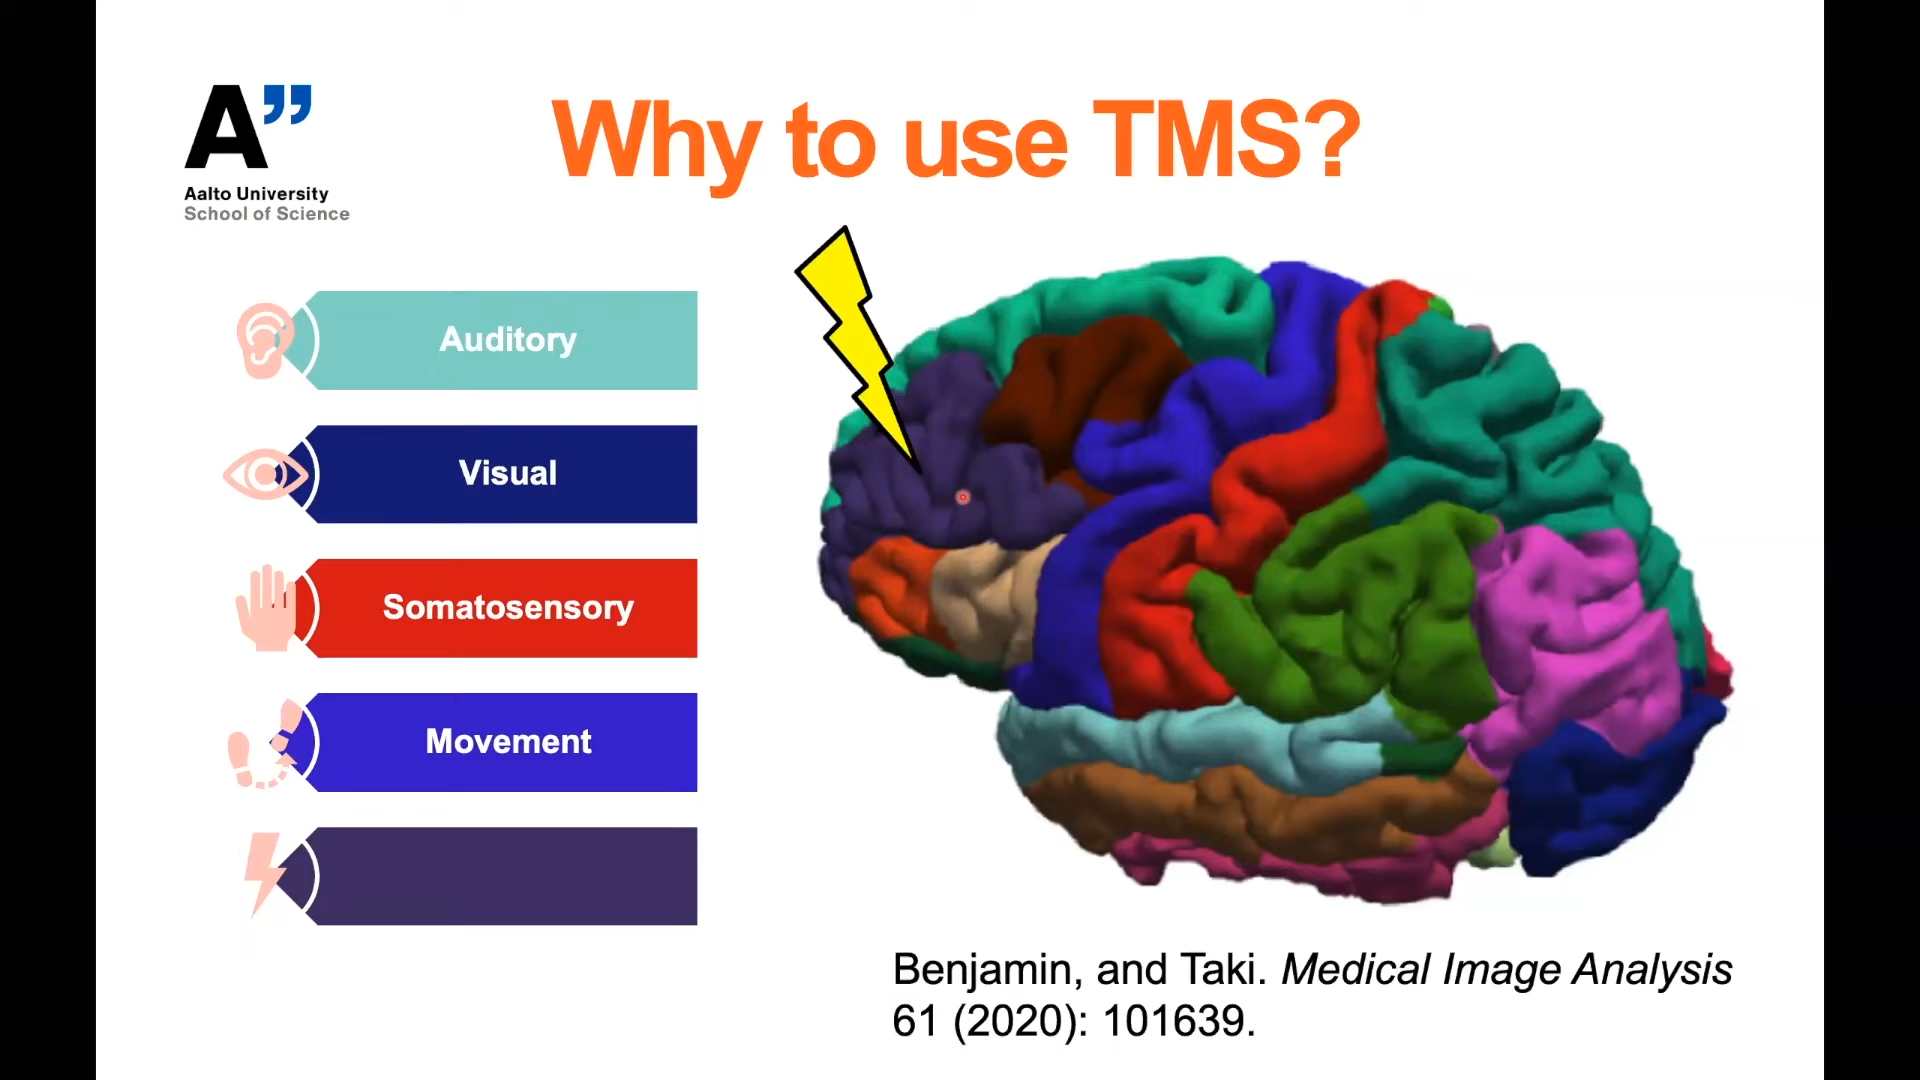 Why to use TMS?
A”
Aalto University
School of Science
Auditory
Visual
Somatosensory
Movement
Benjamin, and Taki. Medical Image Analysis
61 (2020): 101639.